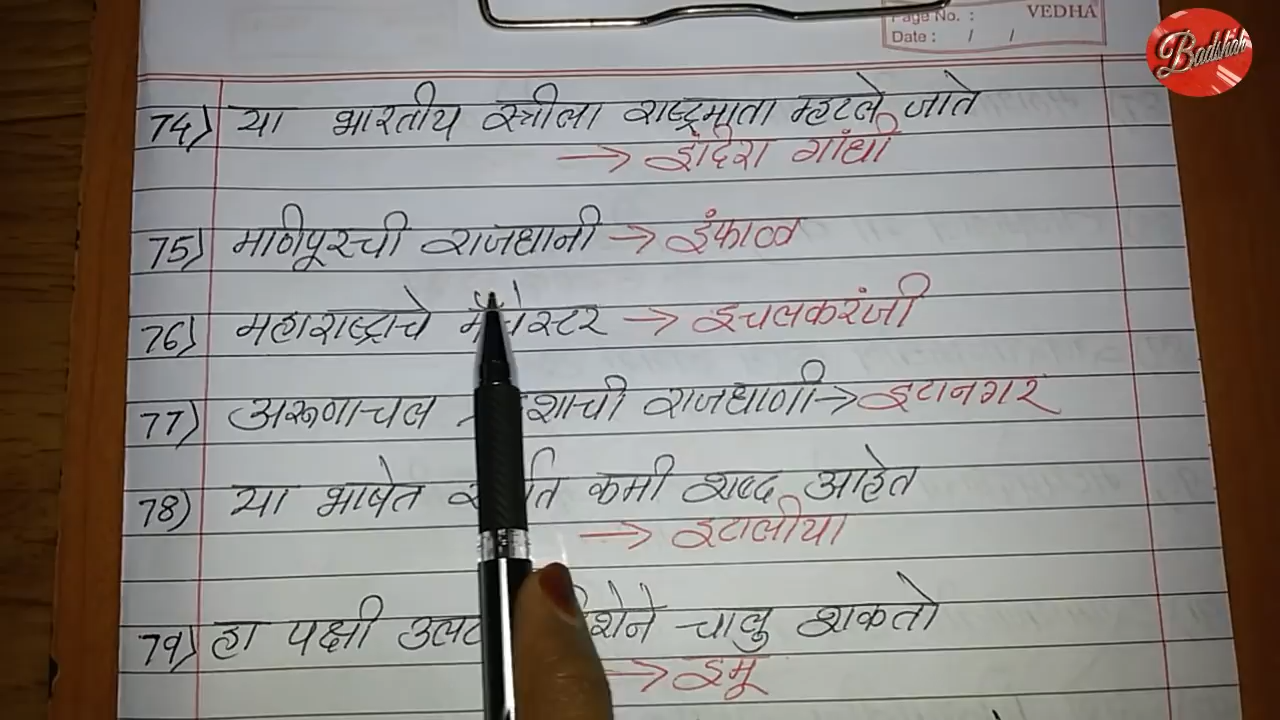 Page No. : VEDHA
Date : / /
Badshah
74) या भारतीय स्त्रीला राष्ट्रमाता म्हटले जाते
→ इंदिरा गांधी
75) मणिपूरची राजधानी → इंफाळ
76) महाराष्ट्राचे → इचलकरंजी
77) अरूणाचल राजधाणी → इटानगर
78) या भाषेत कमी शब्द आहेत
→ इटालीया
79) हा पक्षी चालु शकतो
→ इमू